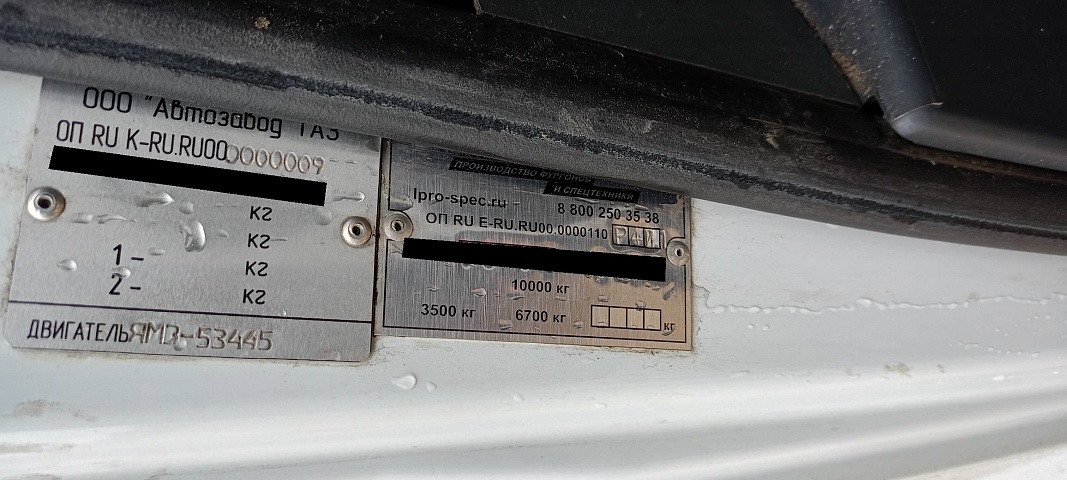 ООО "Автозавод ГАЗ
ОП RU К-RU.RU00.0000009
кг
кг
1 - кг
2 - кг
ДВИГАТЕЛЬ ЯМЗ-53445
ПРОИЗВОДСТВО ФУРГОНОВ
И СПЕЦТЕХНИКИ
lpro-spec.ru 8 800 250 35 38
ОП RU E-RU.RU00.0000110
10000 кг
3500 кг 6700 кг кг